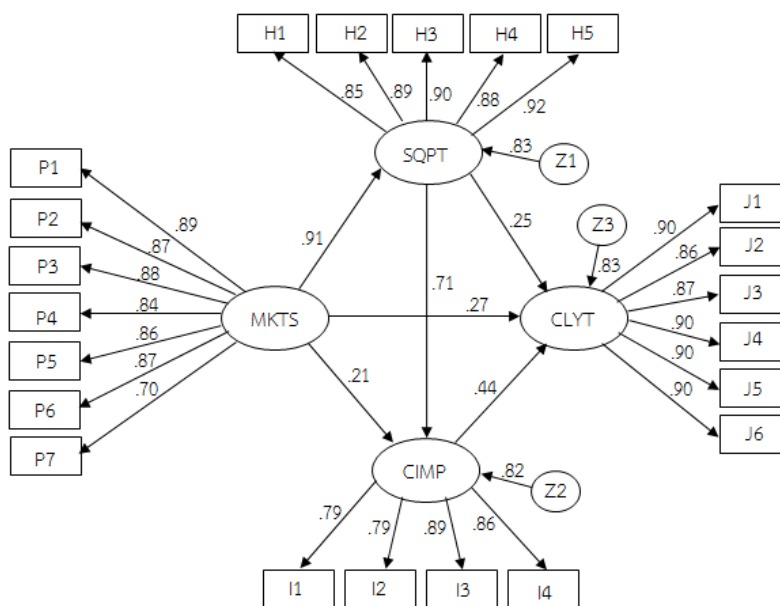 H1
H2
H3
H4
H5
.85
.89
.90
.88
.92
SQPT
.83
Z1
P1
P2
P3
P4
P5
P6
P7
.89
.87
.88
.84
.86
.87
.70
MKTS
.91
.25
.71
.27
.21
.44
Z3
.83
CLYT
.90
.86
.87
.90
.90
.90
J1
J2
J3
J4
J5
J6
CIMP
.82
Z2
.79
.79
.89
.86
I1
I2
I3
I4